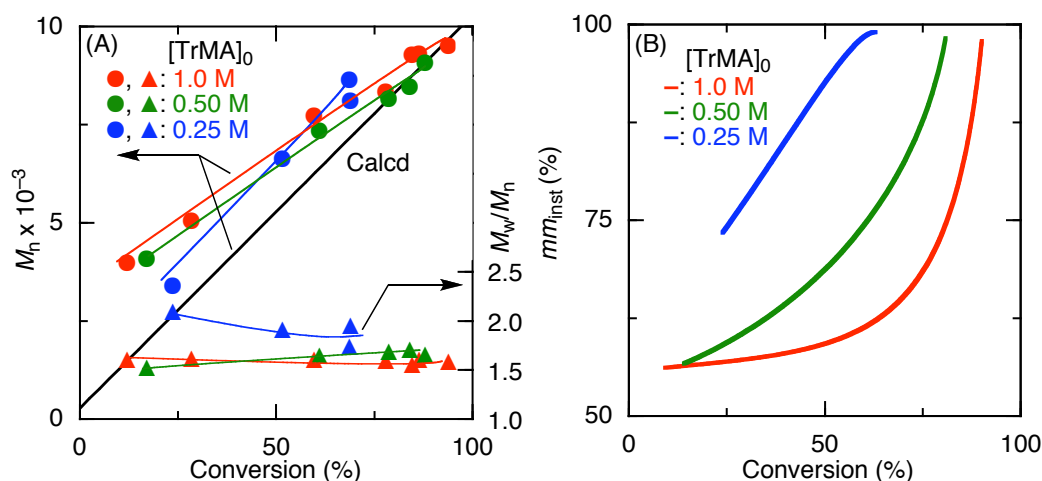 (A)
[TrMA]0
, : 1.0 M
, : 0.50 M
, : 0.25 M
Calcd
Mn x 10−3
10
5
0
Mw/Mn
2.5
2.0
1.5
1.0
0
50
100
Conversion (%)
(B)
[TrMA]0
: 1.0 M
: 0.50 M
: 0.25 M
mminst (%)
100
75
50
0
50
100
Conversion (%)